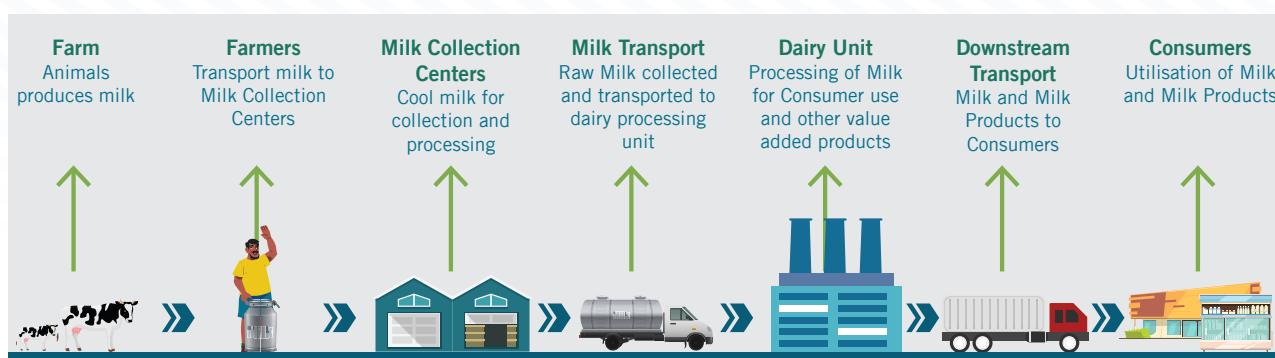 Farm
Animals
produces milk
Farmers
Transport milk to
Milk Collection
Centers
Milk Collection
Centers
Cool milk for
collection and
processing
Milk Transport
Raw Milk collected
and transported to
dairy processing
unit
Dairy Unit
Processing of Milk
for Consumer use
and other value
added products
Downstream
Transport
Milk and Milk
Products to
Consumers
Consumers
Utilisation of Milk
and Milk Products
MILK